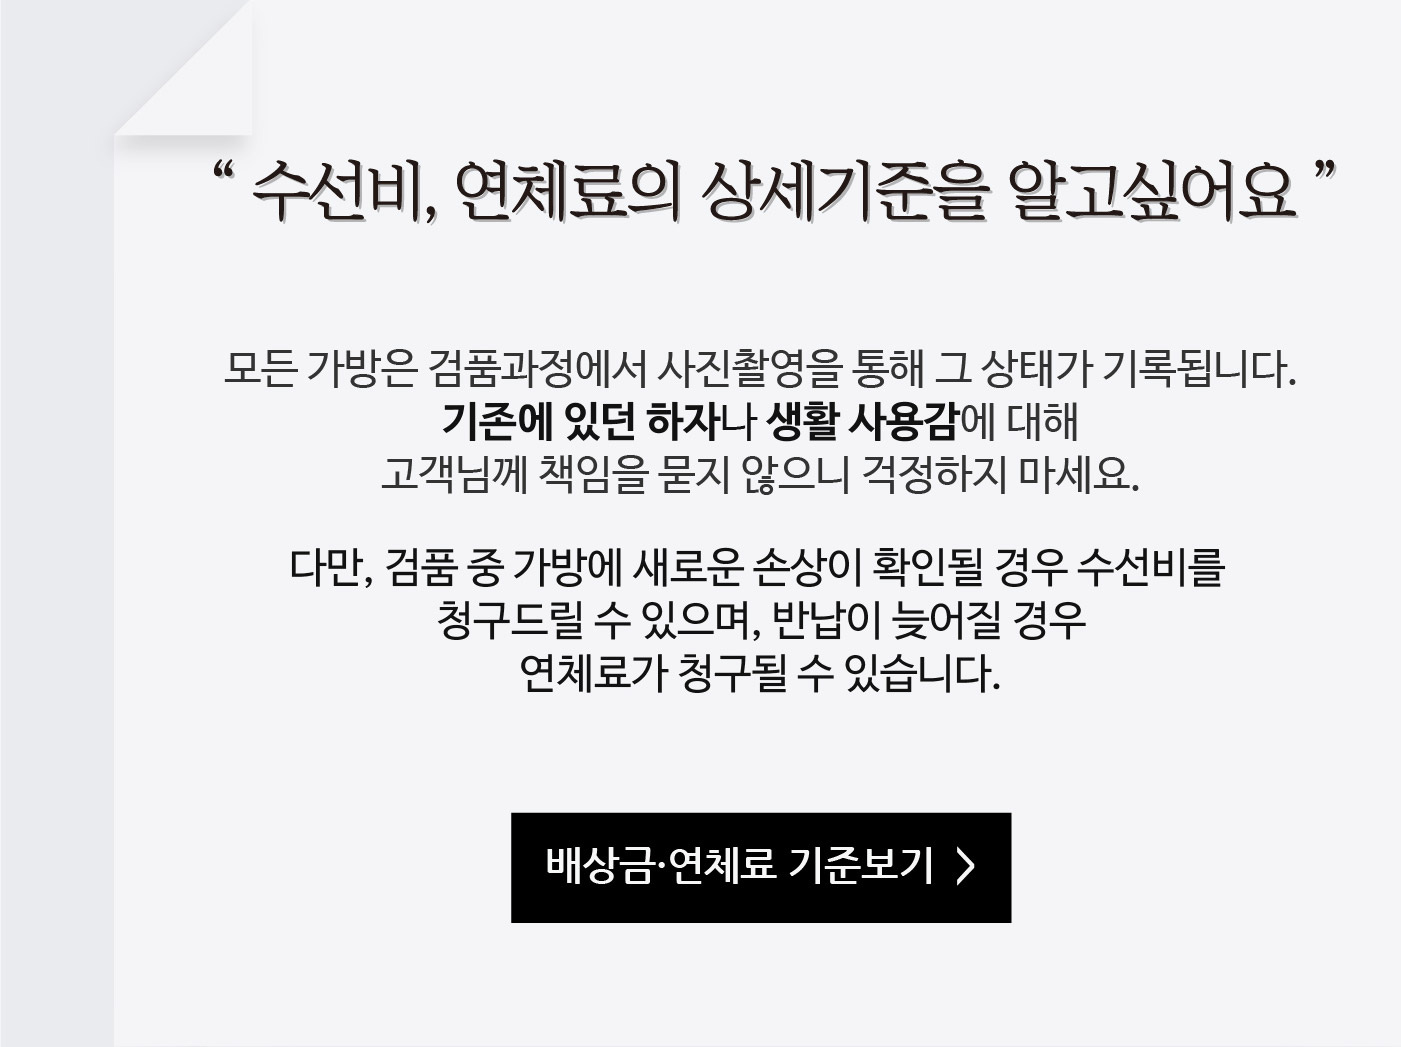 “ 수선비, 연체료의 상세기준을 알고싶어요 ”
모든 가방은 검품과정에서 사진촬영을 통해 그 상태가 기록됩니다.
기존에 있던 하자나 생활 사용감에 대해
고객님께 책임을 묻지 않으니 걱정하지 마세요.
다만, 검품 중 가방에 새로운 손상이 확인될 경우 수선비를
청구드릴 수 있으며, 반납이 늦어질 경우
연체료가 청구될 수 있습니다.
배상금·연체료 기준보기 >